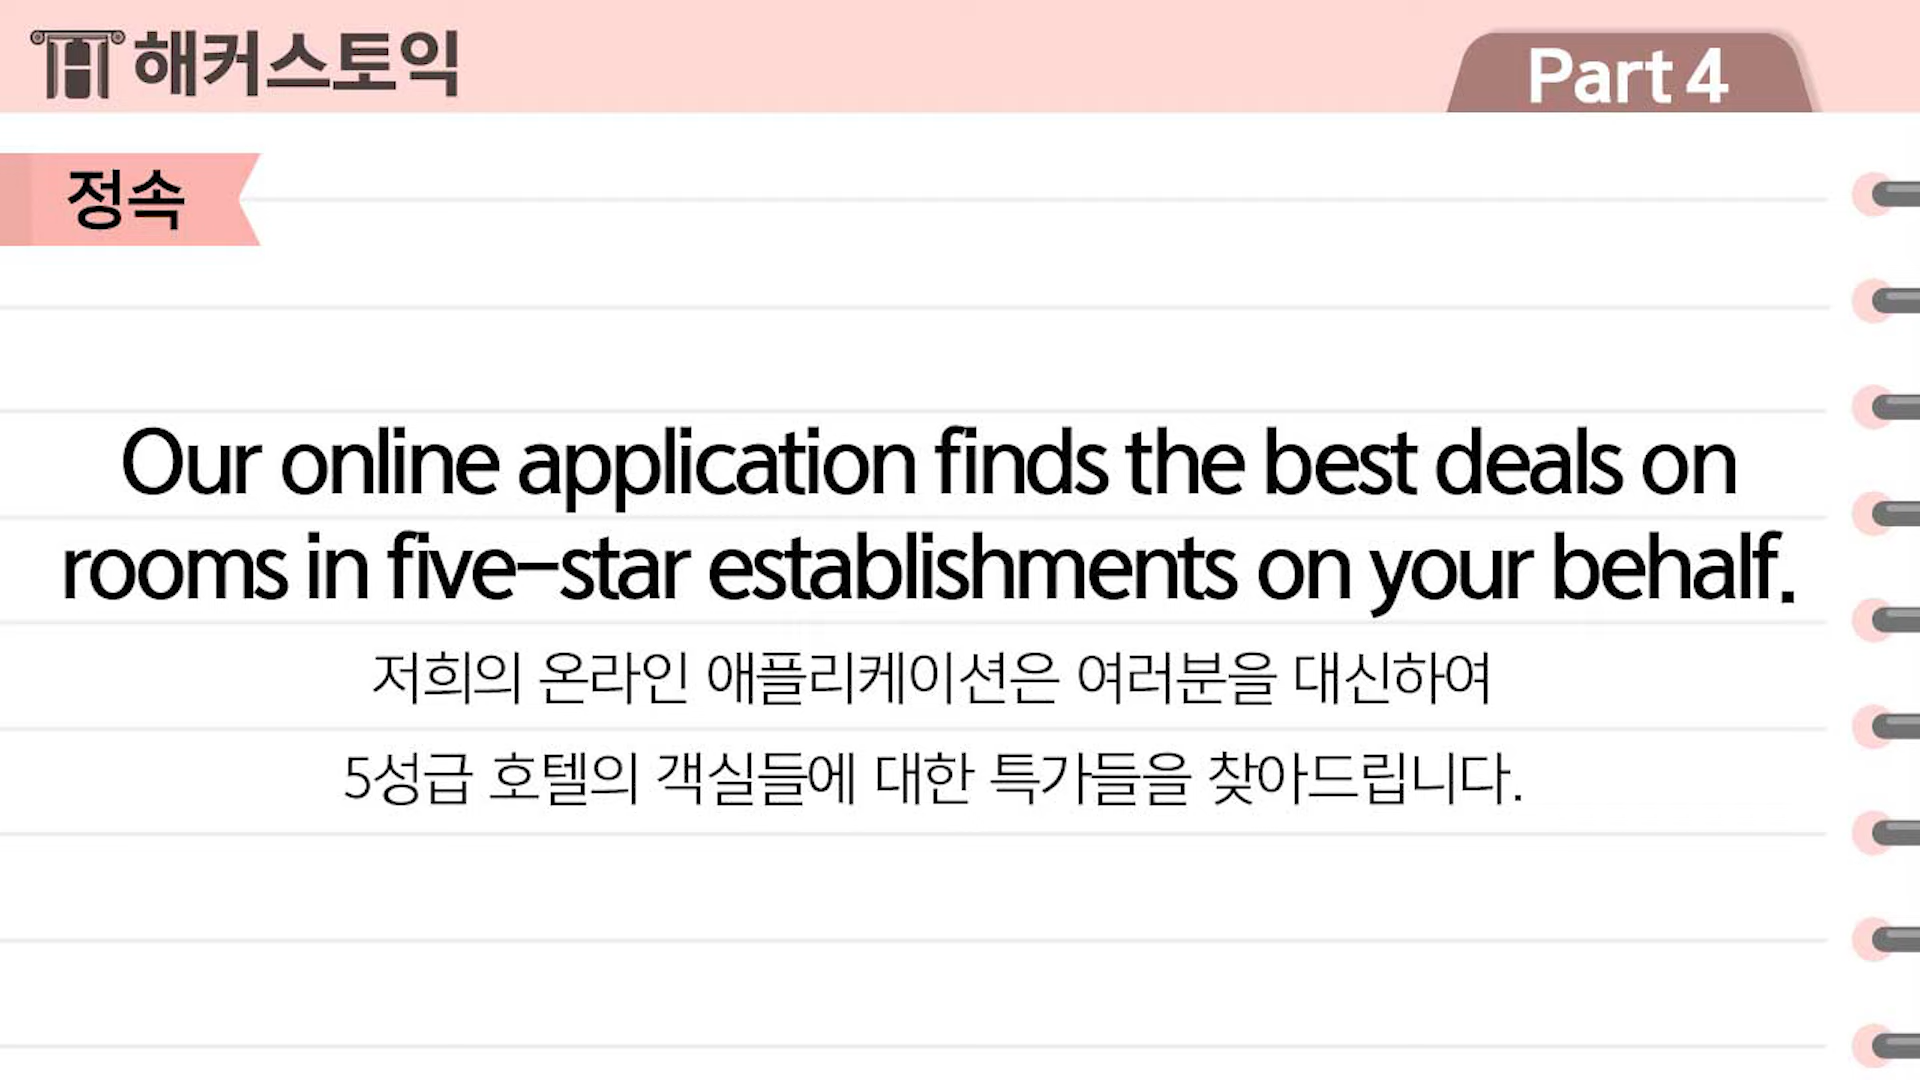 해커스토익
Part 4
정속
Our online application finds the best deals on
rooms in five-star establishments on your behalf.
저희의 온라인 애플리케이션은 여러분을 대신하여
5성급 호텔의 객실들에 대한 특가들을 찾아드립니다.